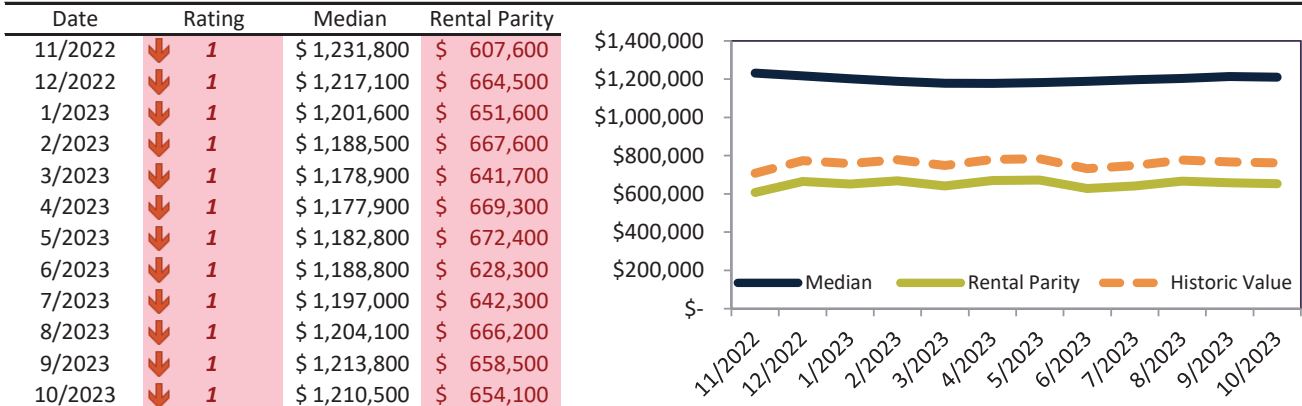 Date Rating Median Rental Parity
11/2022 1 $ 1,231,800 $ 607,600
12/2022 1 $ 1,217,100 $ 664,500
1/2023 1 $ 1,201,600 $ 651,600
2/2023 1 $ 1,188,500 $ 667,600
3/2023 1 $ 1,178,900 $ 641,700
4/2023 1 $ 1,177,900 $ 669,300
5/2023 1 $ 1,182,800 $ 672,400
6/2023 1 $ 1,188,800 $ 628,300
7/2023 1 $ 1,197,000 $ 642,300
8/2023 1 $ 1,204,100 $ 666,200
9/2023 1 $ 1,213,800 $ 658,500
10/2023 1 $ 1,210,500 $ 654,100
$1,400,000
$1,200,000
$1,000,000
$800,000
$600,000
$400,000
$200,000
$-
Median Rental Parity Historic Value
11/2022 12/2022 1/2023 2/2023 3/2023 4/2023 5/2023 6/2023 7/2023 8/2023 9/2023 10/2023